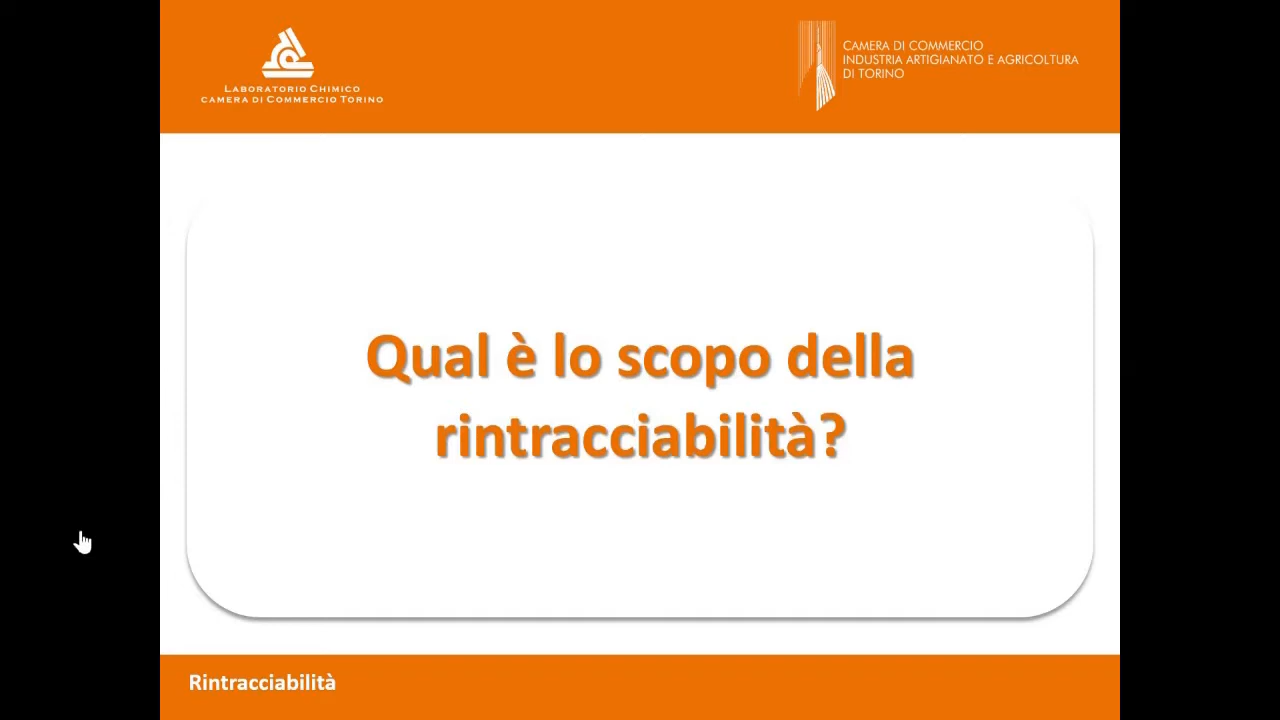 LABORATORIO CHIMICO
CAMERA DI COMMERCIO TORINO
CAMERA DI COMMERCIO
INDUSTRIA ARTIGIANATO E AGRICOLTURA
DI TORINO
Qual è lo scopo della
rintracciabilità?
Rintracciabilità